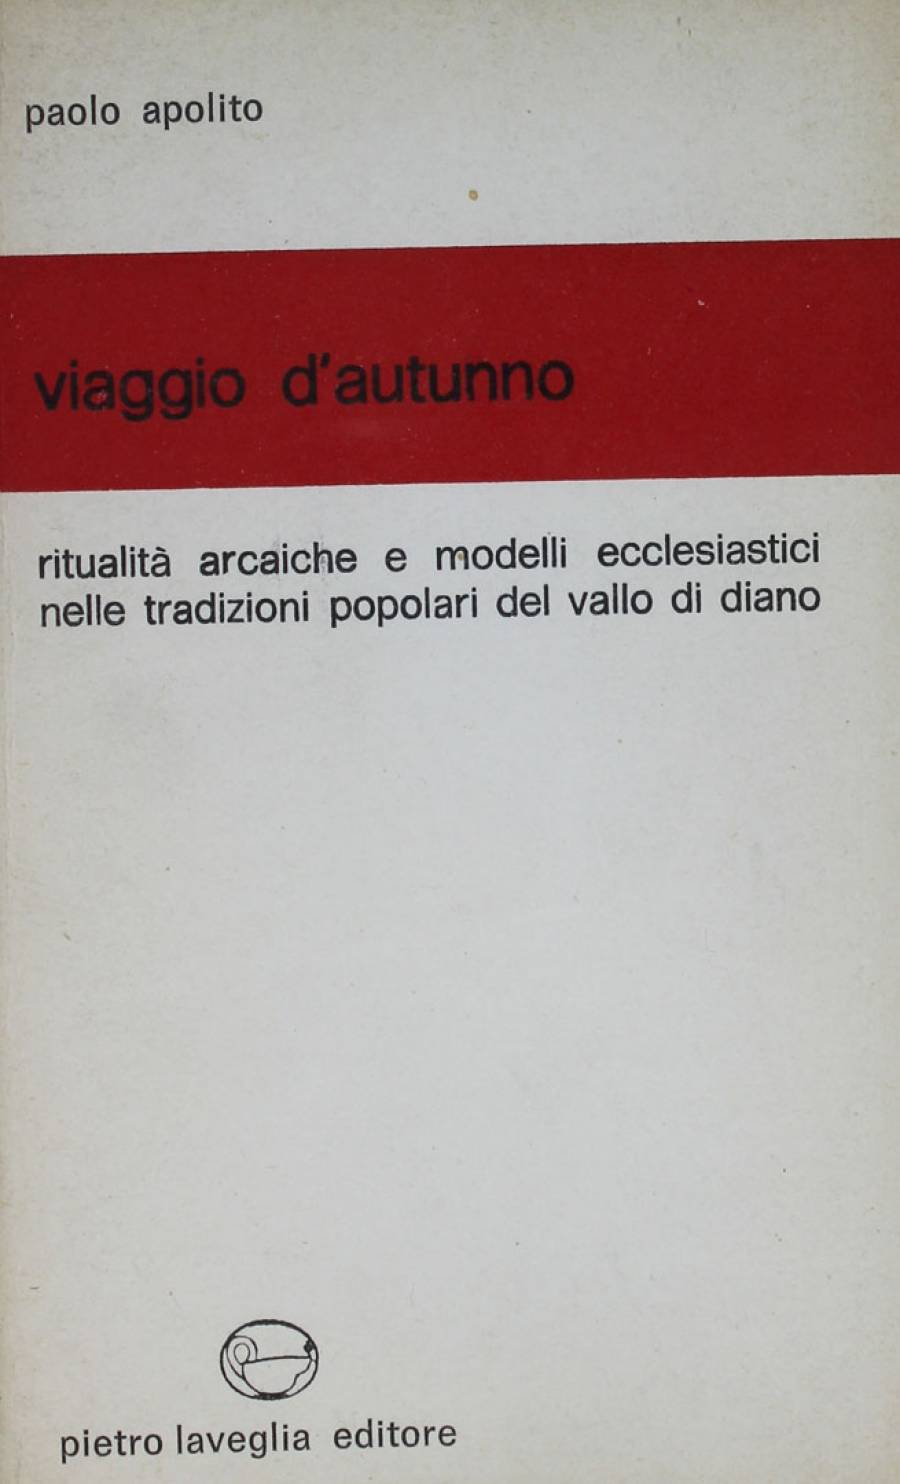 paolo apolito
viaggio d'autunno
ritualità arcaiche e modelli ecclesiastici
nelle tradizioni popolari del vallo di diano
pietro laveglia editore